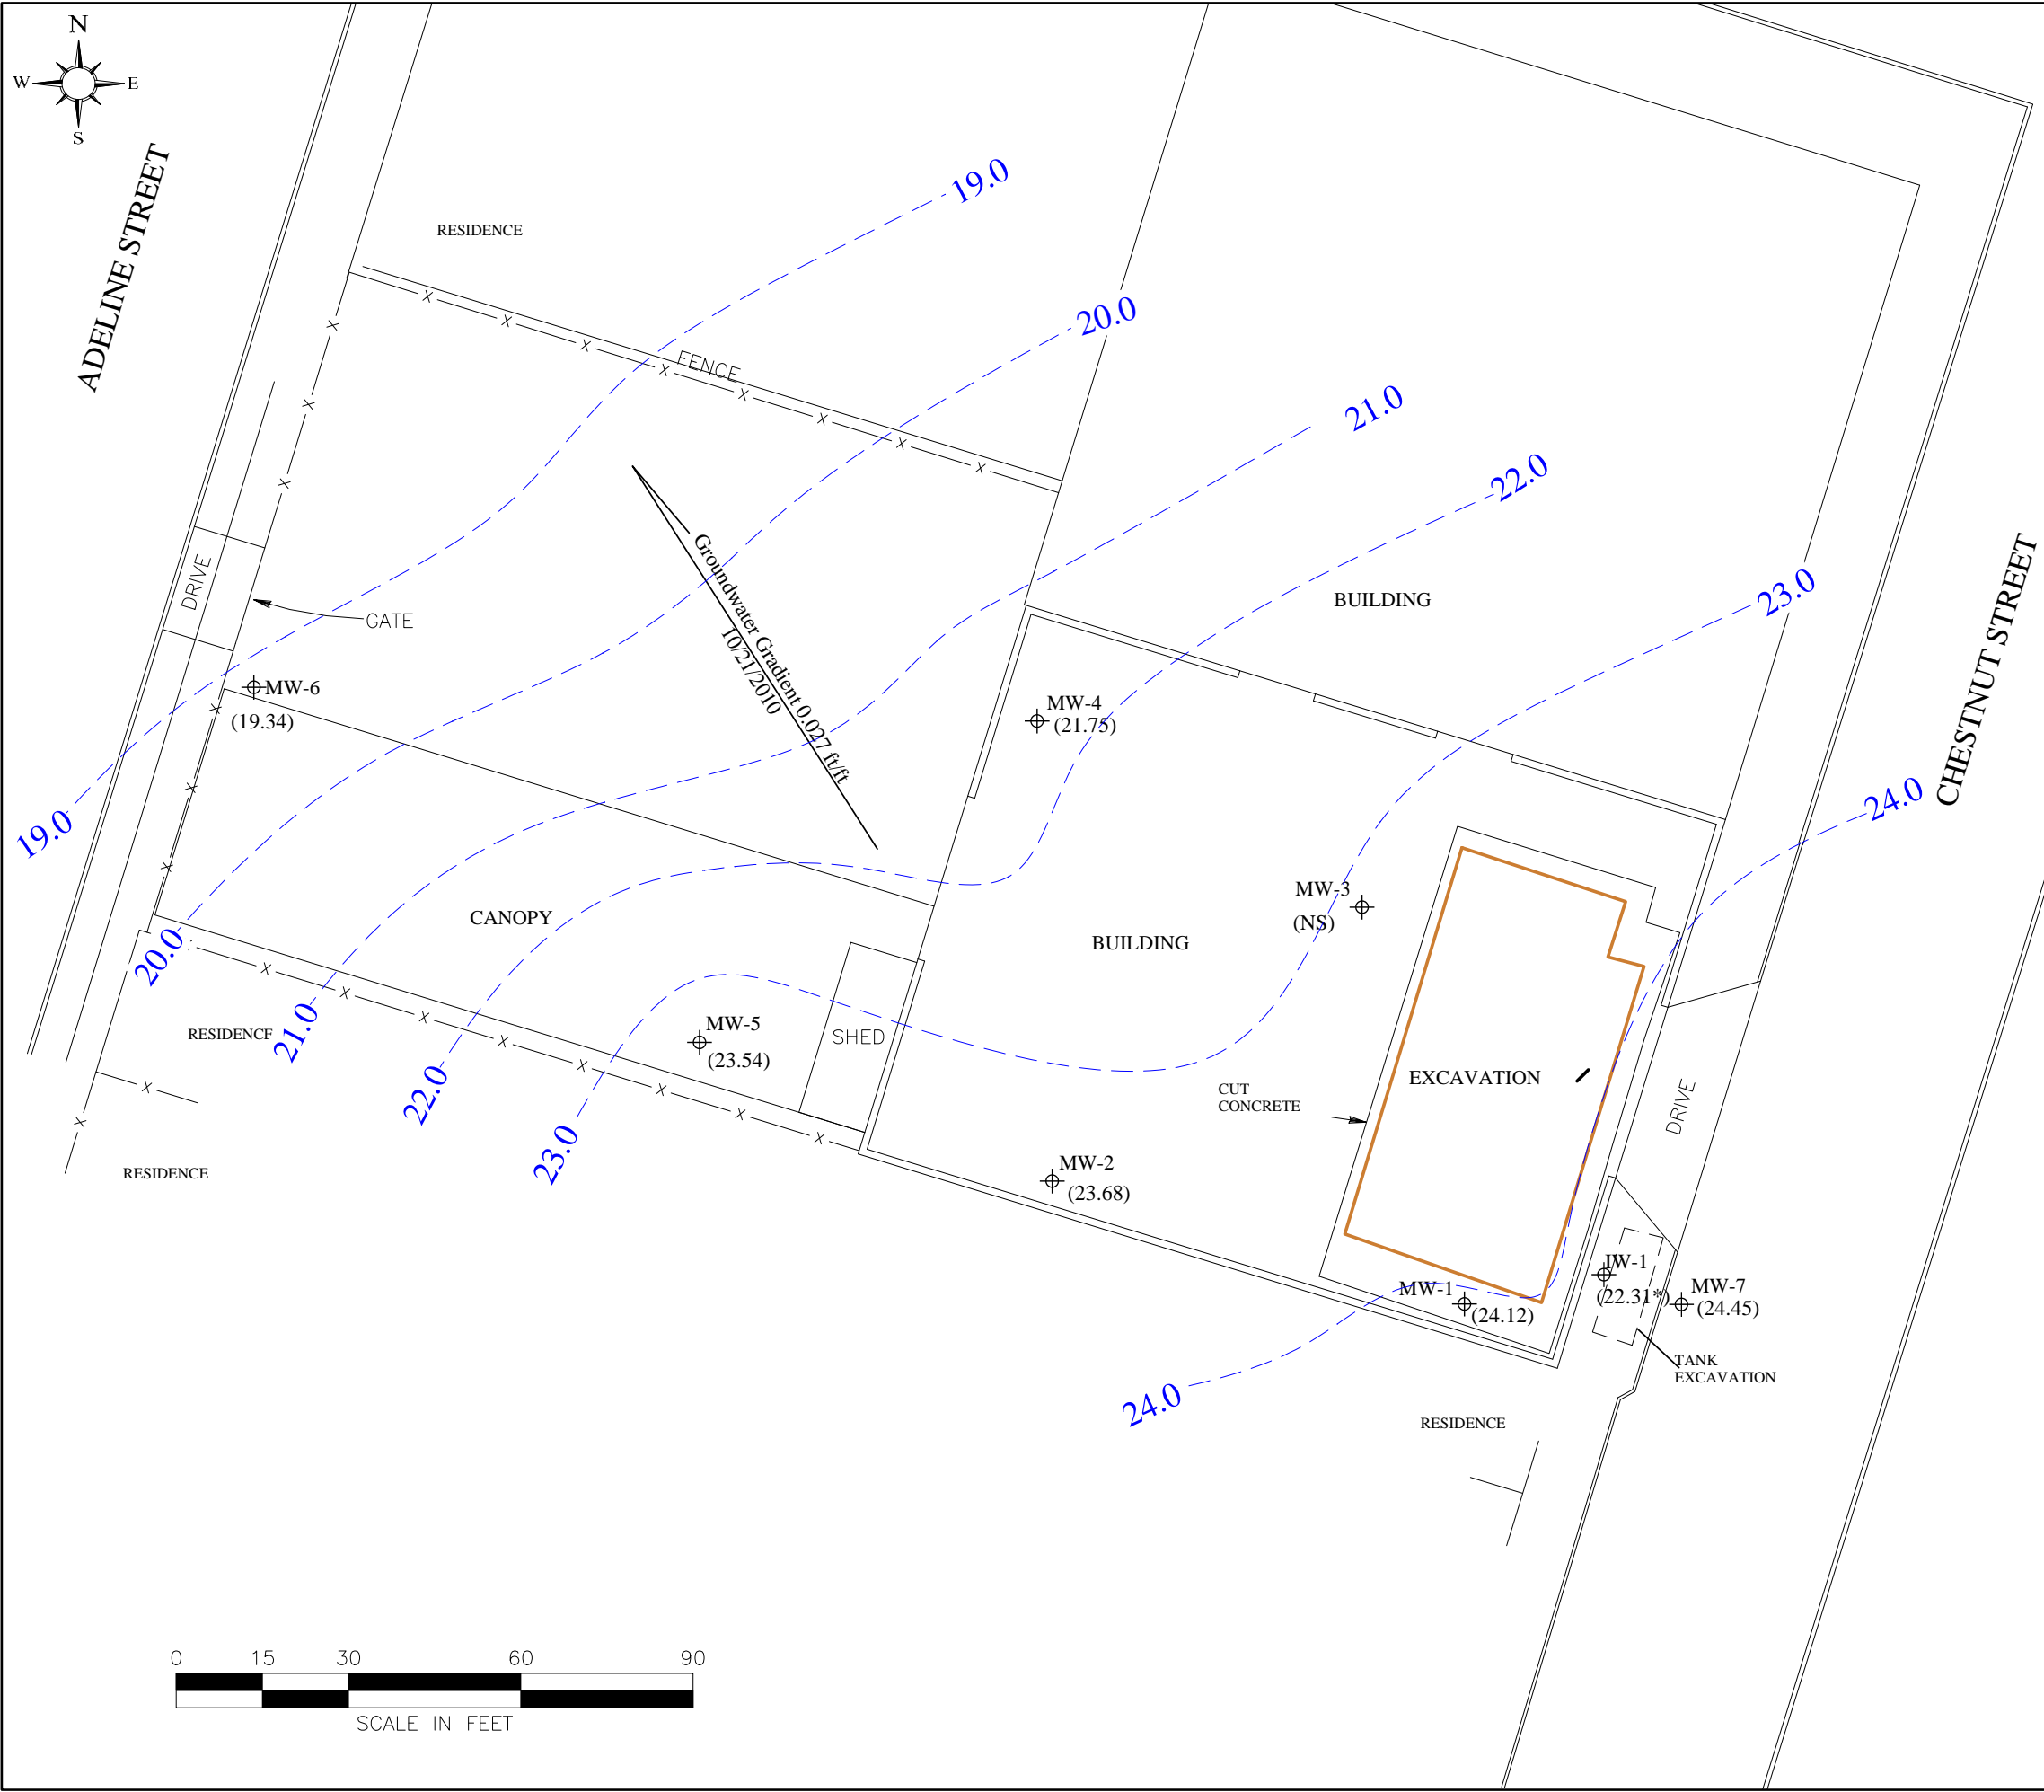 N
W E
S
ADELINE STREET
19.0
RESIDENCE
20.0
FENCE
21.0
22.0
Groundwater Gradient 0.027 ft/ft
10/21/2010
DRIVE
GATE
BUILDING
23.0
CHESTNUT STREET
MW-6
(19.34)
MW-4
(21.75)
19.0
24.0
MW-3
(NS)
CANOPY
BUILDING
20.0
MW-5
(23.54)
SHED
RESIDENCF
21.0
22.0
EXCAVATION
CUT
CONCRETE
DRIVE
23.0
RESIDENCE
MW-2
(23.68)
IW-1
(22.31*)
MW-1
(24.12)
MW-7
(24.45)
TANK
EXCAVATION
24.0
RESIDENCE
0 15 30 60 90
SCALE IN FEET